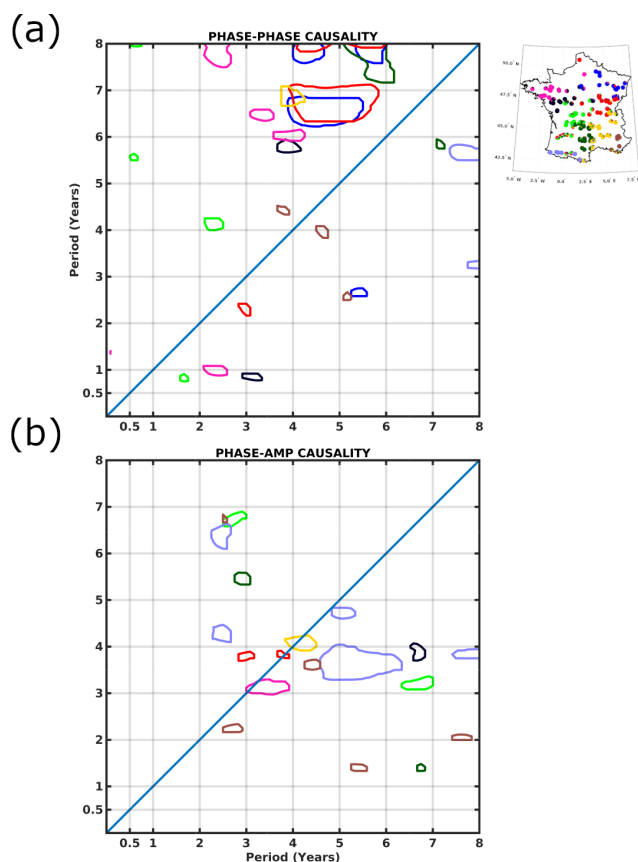 (a)
PHASE-PHASE CAUSALITY
8
7
6
5
4
3
2
1
0.5
Period (Years)
0.5 1 2 3 4 5 6 7 8
50.0° N
47.5° N
45.0° N
42.5° N
5.0° W 2.5° W 0.0° 2.5° E 5.0° E 7.5° E
(b)
PHASE-AMP CAUSALITY
8
7
6
5
4
3
2
1
0.5
Period (Years)
0.5 1 2 3 4 5 6 7 8
Period (Years)